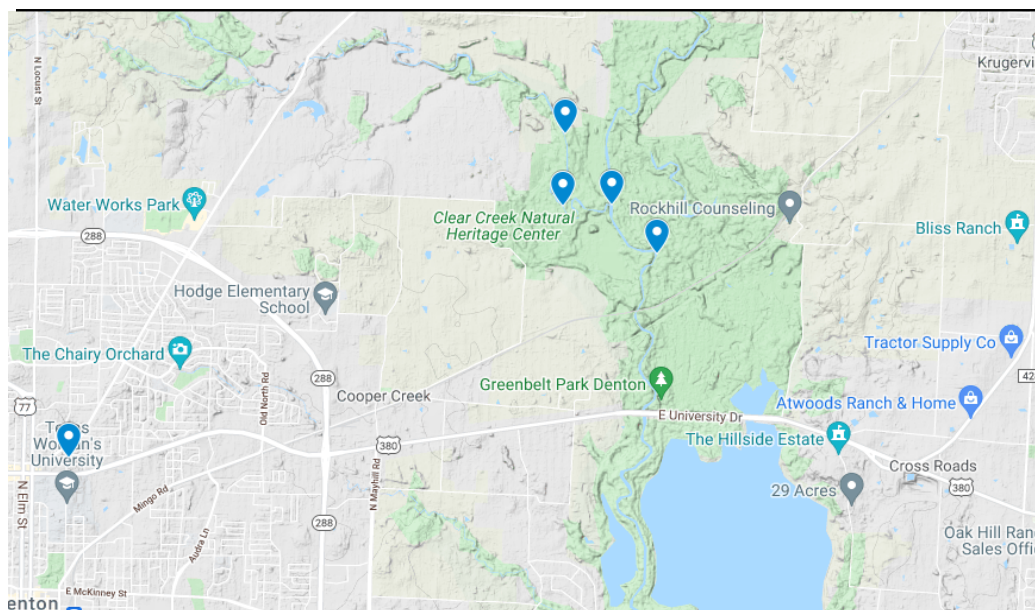 N Locust St
Krugervi
Water Works Park
288
Clear Creek Natural
Heritage Center
Rockhill Counseling
Bliss Ranch
Hodge Elementary
School
The Chairy Orchard
Old North Rd
288
Cooper Creek
Greenbelt Park Denton
Tractor Supply Co
42
Atwoods Ranch & Home
E University Dr
77
The Hillside Estate
Texas
Woman's
University
380
N Mayhill Rd
Cross Roads
380
29 Acres
N Elm St
Mingo Rd
288
Audra Ln
Oak Hill Ran
Sales Offi
E McKinney St
enton